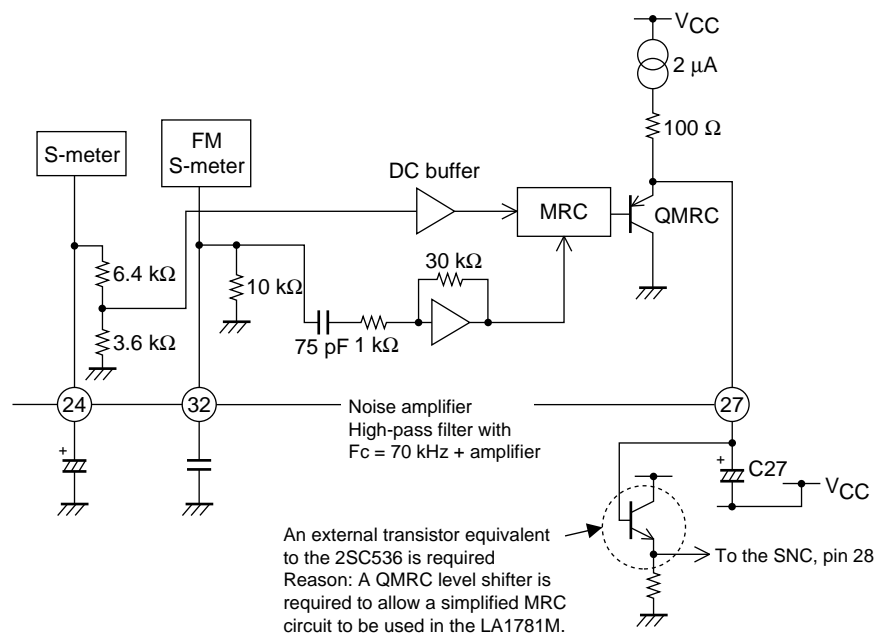 VCC
2 μA
100 Ω
S-meter
FM
S-meter
DC buffer
MRC
QMRC
6.4 kΩ
3.6 kΩ
10 kΩ
30 kΩ
75 pF
1 kΩ
24
32
27
Noise amplifier
High-pass filter with
Fc = 70 kHz + amplifier
+
+
C27
VCC
An external transistor equivalent
to the 2SC536 is required
Reason: A QMRC level shifter is
required to allow a simplified MRC
circuit to be used in the LA1781M.
To the SNC, pin 28